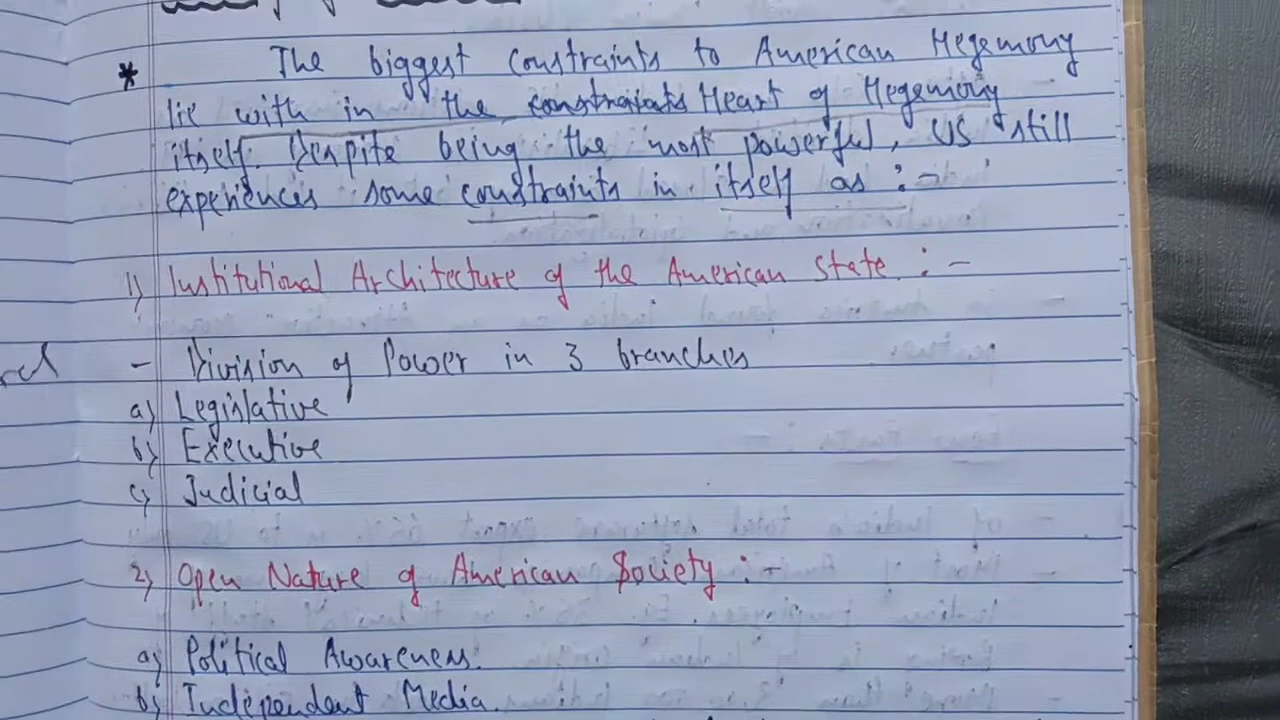 * The biggest constraints to American Hegemony
lie with in the Heart of Hegemony
itself. Despite being the most powerful, US still
experiences some constraints in itself as :-
1) Institutional Architecture of the American State :-
- Division of Power in 3 branches
a) Legislative
b) Executive
c) Judicial
2) Open Nature of American Society :-
a) Political Awareness.
b) Independent Media.